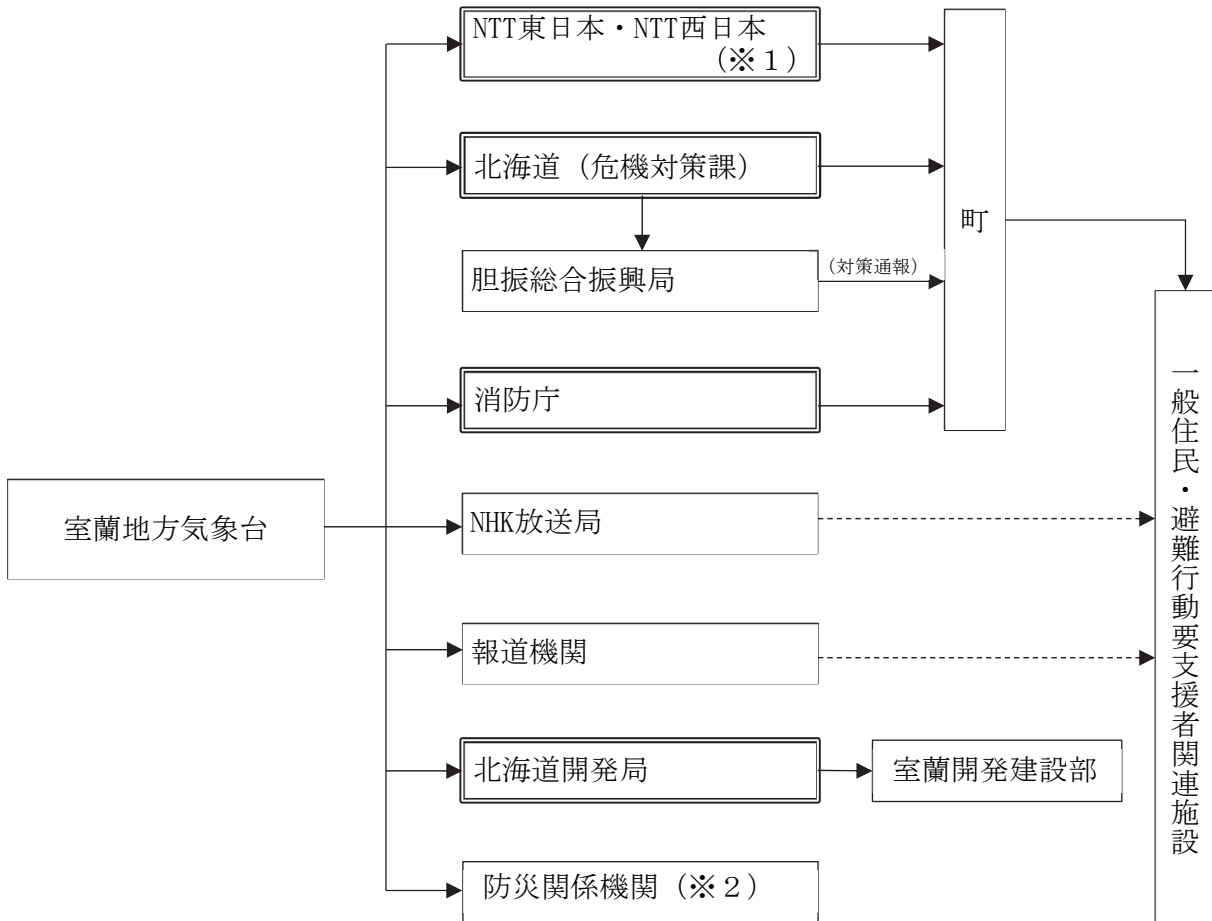 NTT東日本・NTT西日本
(※1)
北海道（危機対策課）
町
胆振総合振興局
(対策通報)
消防庁
室蘭地方気象台
NHK放送局
報道機関
北海道開発局
室蘭開発建設部
防災関係機関（※2）
一般住民・避難行動要支援者関連施設